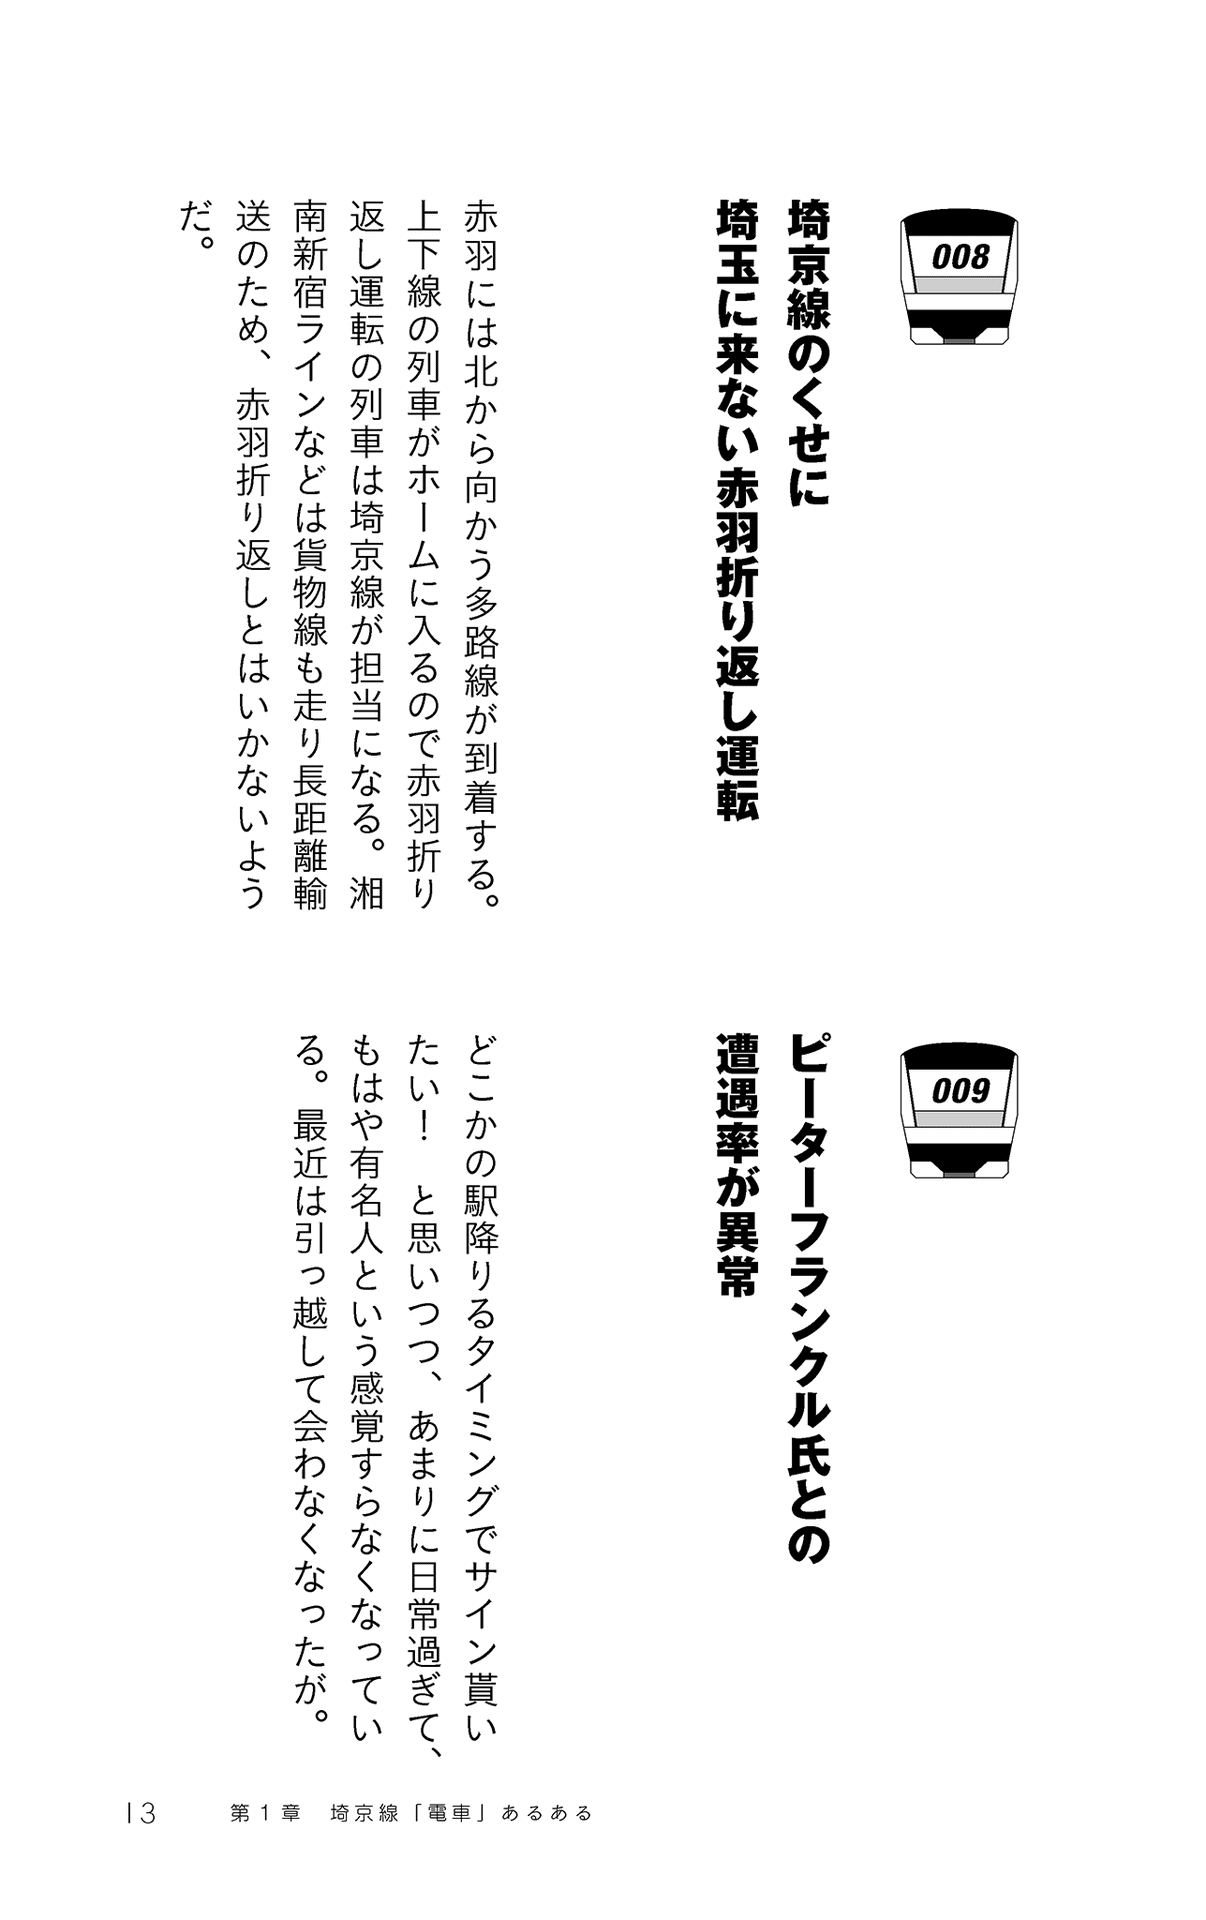 008
埼京線のくせに
埼玉に来ない赤羽折り返し運転
赤羽には北から向かう多路線が到着する。
上下線の列車がホームに入るので赤羽折り
返し運転の列車は埼京線が担当になる。湘
南新宿ラインなどは貨物線も走り長距離輸
送のため、赤羽折り返しとはいかないよう
だ。
009
ピーターフランクル氏との
遭遇率が異常
どこかの駅降りるタイミングでサイン貰い
たい！　と思いつつ、あまりに日常過ぎて、
もはや有名人という感覚すらなくなってい
る。最近は引っ越して会わなくなったが。
13　第1章　埼京線「電車」あるある